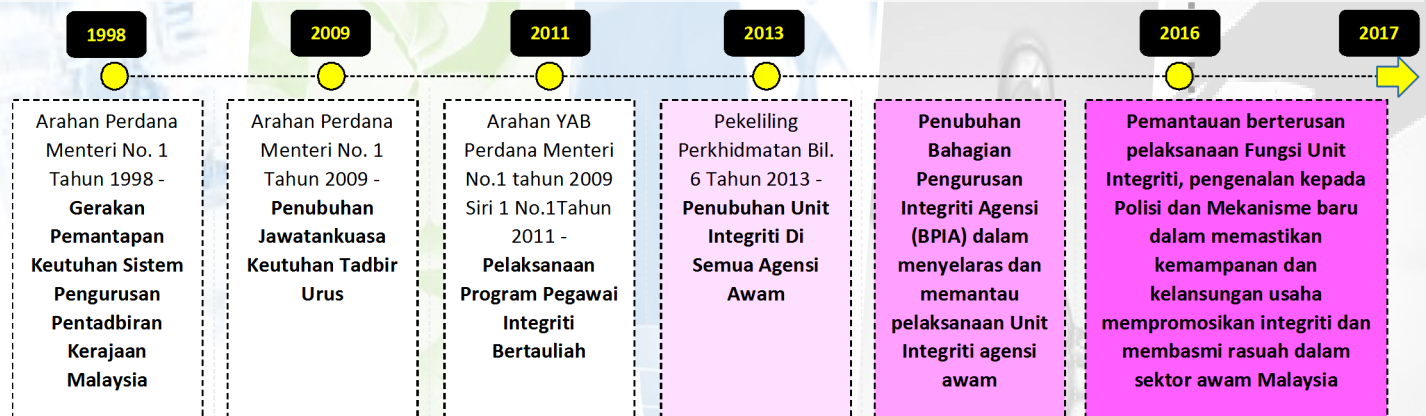 1998
2009
2011
2013
2016
2017
Arahan Perdana
Menteri No. 1
Tahun 1998 -
Gerakan
Pemantapan
Keutuhan Sistem
Pengurusan
Pentadbiran
Kerajaan
Malaysia
Arahan Perdana
Menteri No. 1
Tahun 2009 -
Penubuhan
Jawatankuasa
Keutuhan Tadbir
Urus
Arahan YAB
Perdana Menteri
No.1 tahun 2009
Siri 1 No.1Tahun
2011 -
Pelaksanaan
Program Pegawai
Integriti
Bertauliah
Pekeliling
Perkhidmatan Bil.
6 Tahun 2013 -
Penubuhan Unit
Integriti Di
Semua Agensi
Awam
Penubuhan
Bahagian
Pengurusan
Integriti Agensi
(BPIA) dalam
menyelaras dan
memantau
pelaksanaan Unit
Integriti agensi
awam
Pemantauan berterusan
pelaksanaan Fungsi Unit
Integriti, pengenalan kepada
Polisi dan Mekanisme baru
dalam memastikan
kemampanan dan
kelansungan usaha
mempromosikan integriti dan
membasmi rasuah dalam
sektor awam Malaysia